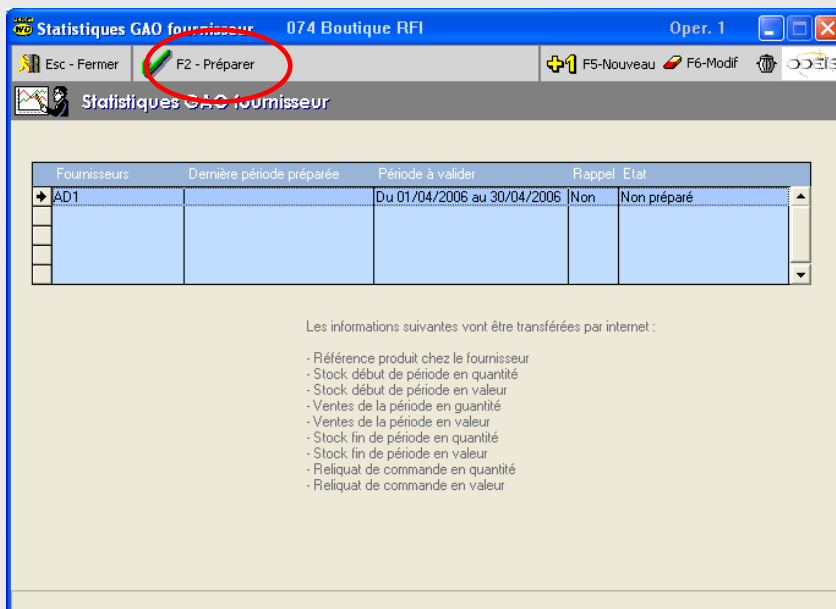 Statistiques GAO fournisseur 074 Boutique RFI Oper. 1
Esc - Fermer F2 - Préparer F5-Nouveau F6-Modif
Statistiques GAO fournisseur
Fournisseurs Dernière période préparée Période à valider Rappel Etat
AD1 Du 01/04/2006 au 30/04/2006 Non Non préparé
Les informations suivantes vont être transférées par internet :
- Référence produit chez le fournisseur
- Stock début de période en quantité
- Stock début de période en valeur
- Ventes de la période en quantité
- Ventes de la période en valeur
- Stock fin de période en quantité
- Stock fin de période en valeur
- Reliquat de commande en quantité
- Reliquat de commande en valeur